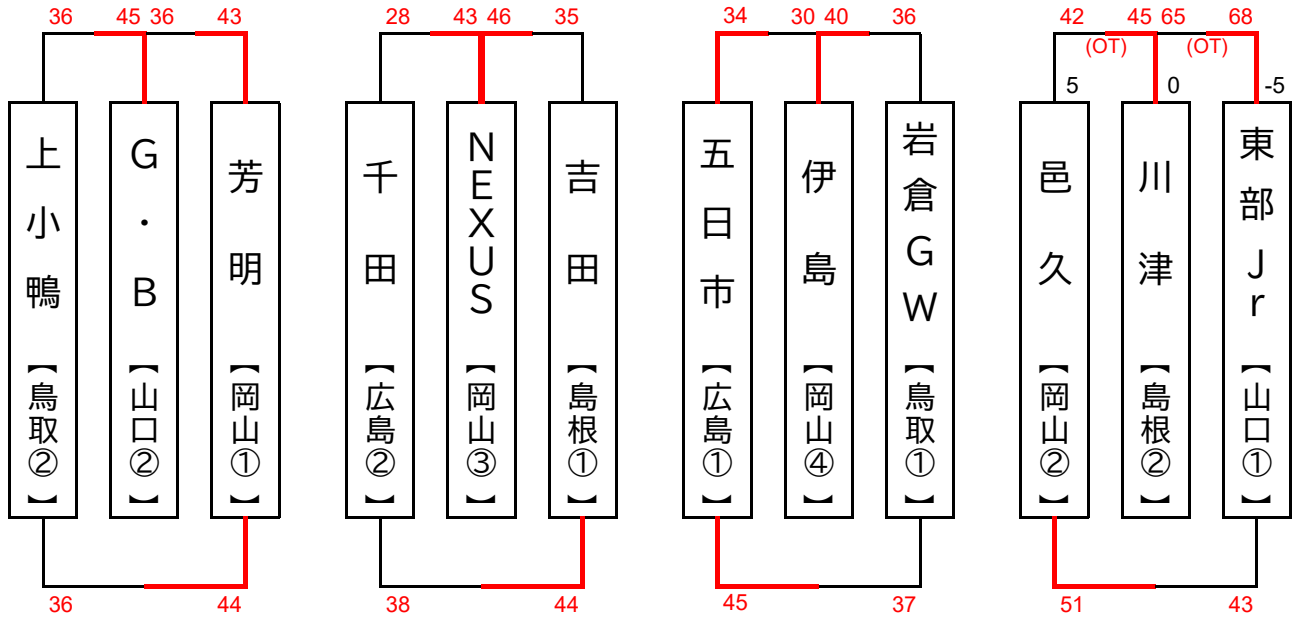 36 45 36 43 28 43 46 35 34 30 40 36 42 45 65 68
(OT) (OT)
5 0 -5
上小鴨【鳥取②】
G・B【山口②】
芳明【岡山①】
千田【広島②】
NEXUS【岡山③】
吉田【島根①】
五日市【広島①】
伊島【岡山④】
岩倉GW【鳥取①】
邑久【岡山②】
川津【島根②】
東部Jr【山口①】
36 44 38 44 45 37 51 43